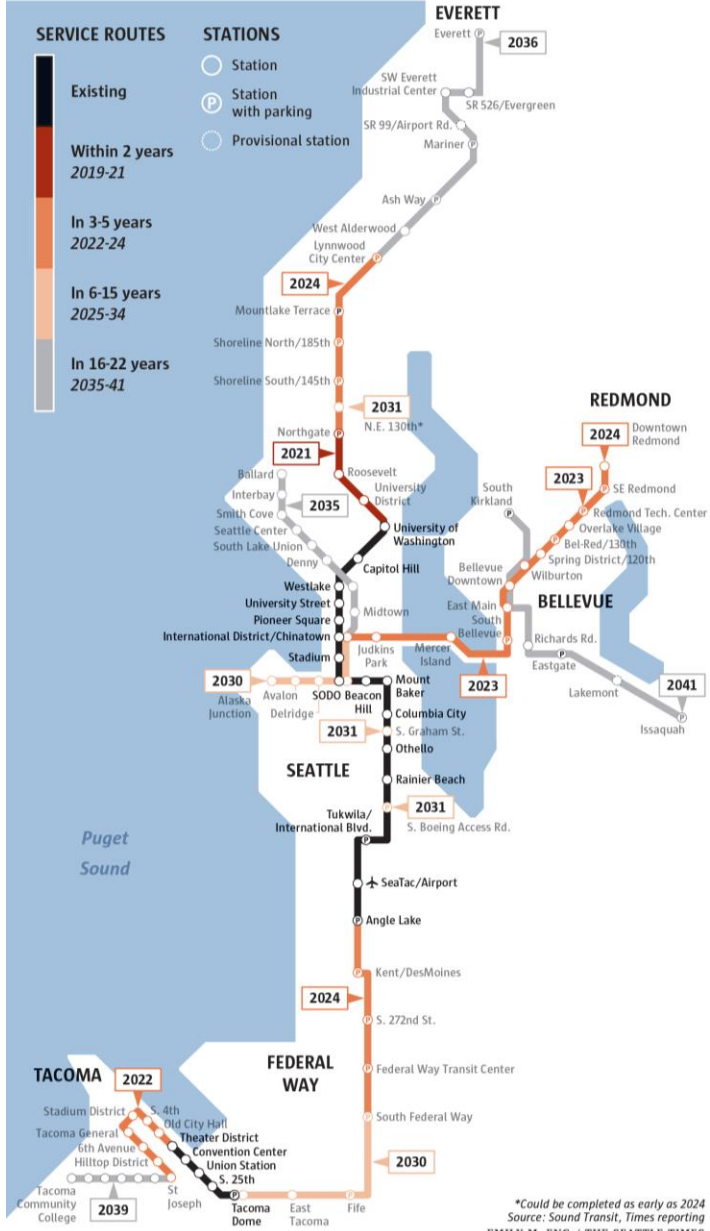 SERVICE ROUTES
Existing
Within 2 years
2019-21
In 3-5 years
2022-24
In 6-15 years
2025-34
In 16-22 years
2035-41
STATIONS
Station
P
Station
with parking
Provisional station
EVERETT
Everett
2036
SW Everett
Industrial Center
SR 526/Evergreen
SR 99/Airport Rd.
Mariner
Ash Way
West Alderwood
Lynnwood
City Center
2024
Mountlake Terrace
Shoreline North/185th
Shoreline South/145th
2031
N.E. 130th*
Northgate
2021
Roosevelt
University
District
University of
Washington
Ballard
Interbay
2035
Smith Cove
Seattle Center
South Lake Union
Denny
Capitol Hill
Westlake
University Street
Midtown
Pioneer Square
International District/Chinatown
Stadium
REDMOND
2024
Downtown
Redmond
2023
SE Redmond
Redmond Tech. Center
Overlake Village
Bel-Red/130th
Spring District/120th
Wilburton
South
Kirkland
Bellevue
Downtown
BELLEVUE
East Main
South
Bellevue
Judkins
Park
Mercer
Island
2023
Richards Rd.
Eastgate
Lakemont
2041
Issaquah
2030
Alaska
Junction
Avalon
Delridge
SODO
Beacon
Hill
Mount
Baker
Columbia City
2031
S. Graham St.
Othello
SEATTLE
Rainier Beach
2031
S. Boeing Access Rd.
Tukwila/
International Blvd.
SeaTac/Airport
Angle Lake
Puget
Sound
Kent/DesMoines
2024
S. 272nd St.
FEDERAL
WAY
Federal Way Transit Center
South Federal Way
2030
TACOMA
2022
Stadium District
S. 4th
Old City Hall
Tacoma General
Theater District
6th Avenue
Convention Center
Hilltop District
Union Station
S. 25th
Tacoma
Community
College
2039
St
Joseph
Tacoma
Dome
East
Tacoma
Fife
*Could be completed as early as 2024
Source: Sound Transit, Times reporting
EMILY M. ENG / THE SEATTLE TIMES